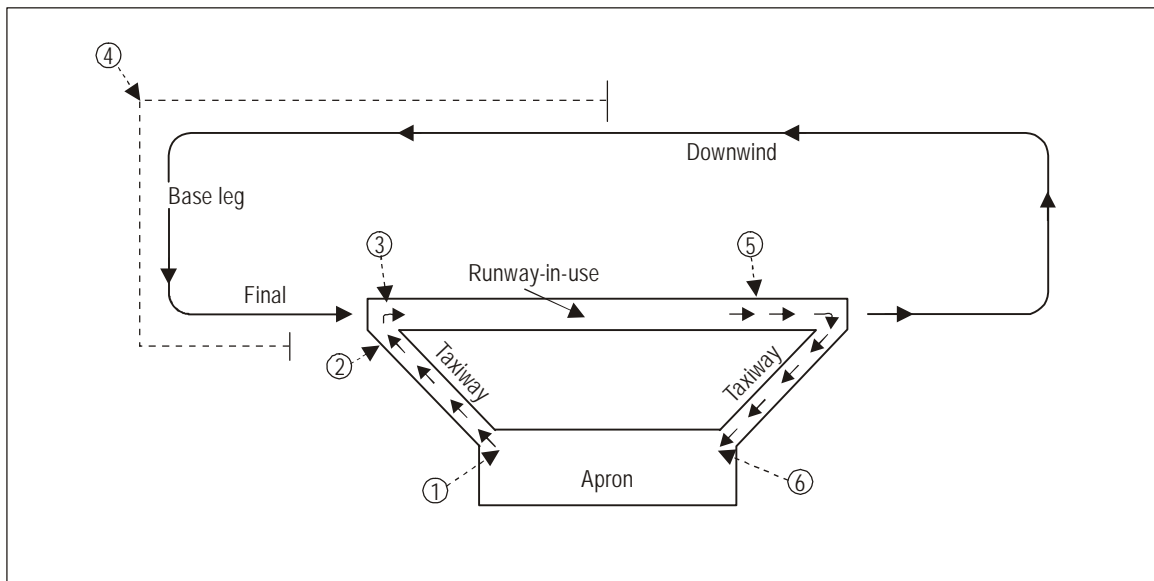 4
Downwind
Base leg
3
5
Runway-in-use
Final
2
Taxiway
Taxiway
1
Apron
6